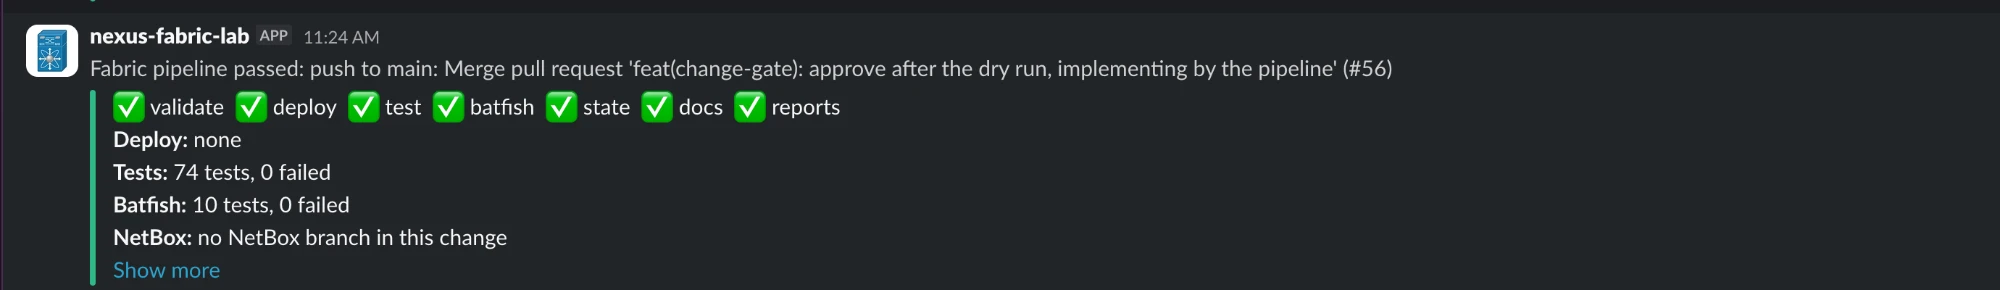 nexus-fabric-lab APP 11:24 AM
Fabric pipeline passed: push to main: Merge pull request 'feat(change-gate): approve after the dry run, implementing by the pipeline' (#56)
✅ validate ✅ deploy ✅ test ✅ batfish ✅ state ✅ docs ✅ reports
Deploy: none
Tests: 74 tests, 0 failed
Batfish: 10 tests, 0 failed
NetBox: no NetBox branch in this change
Show more